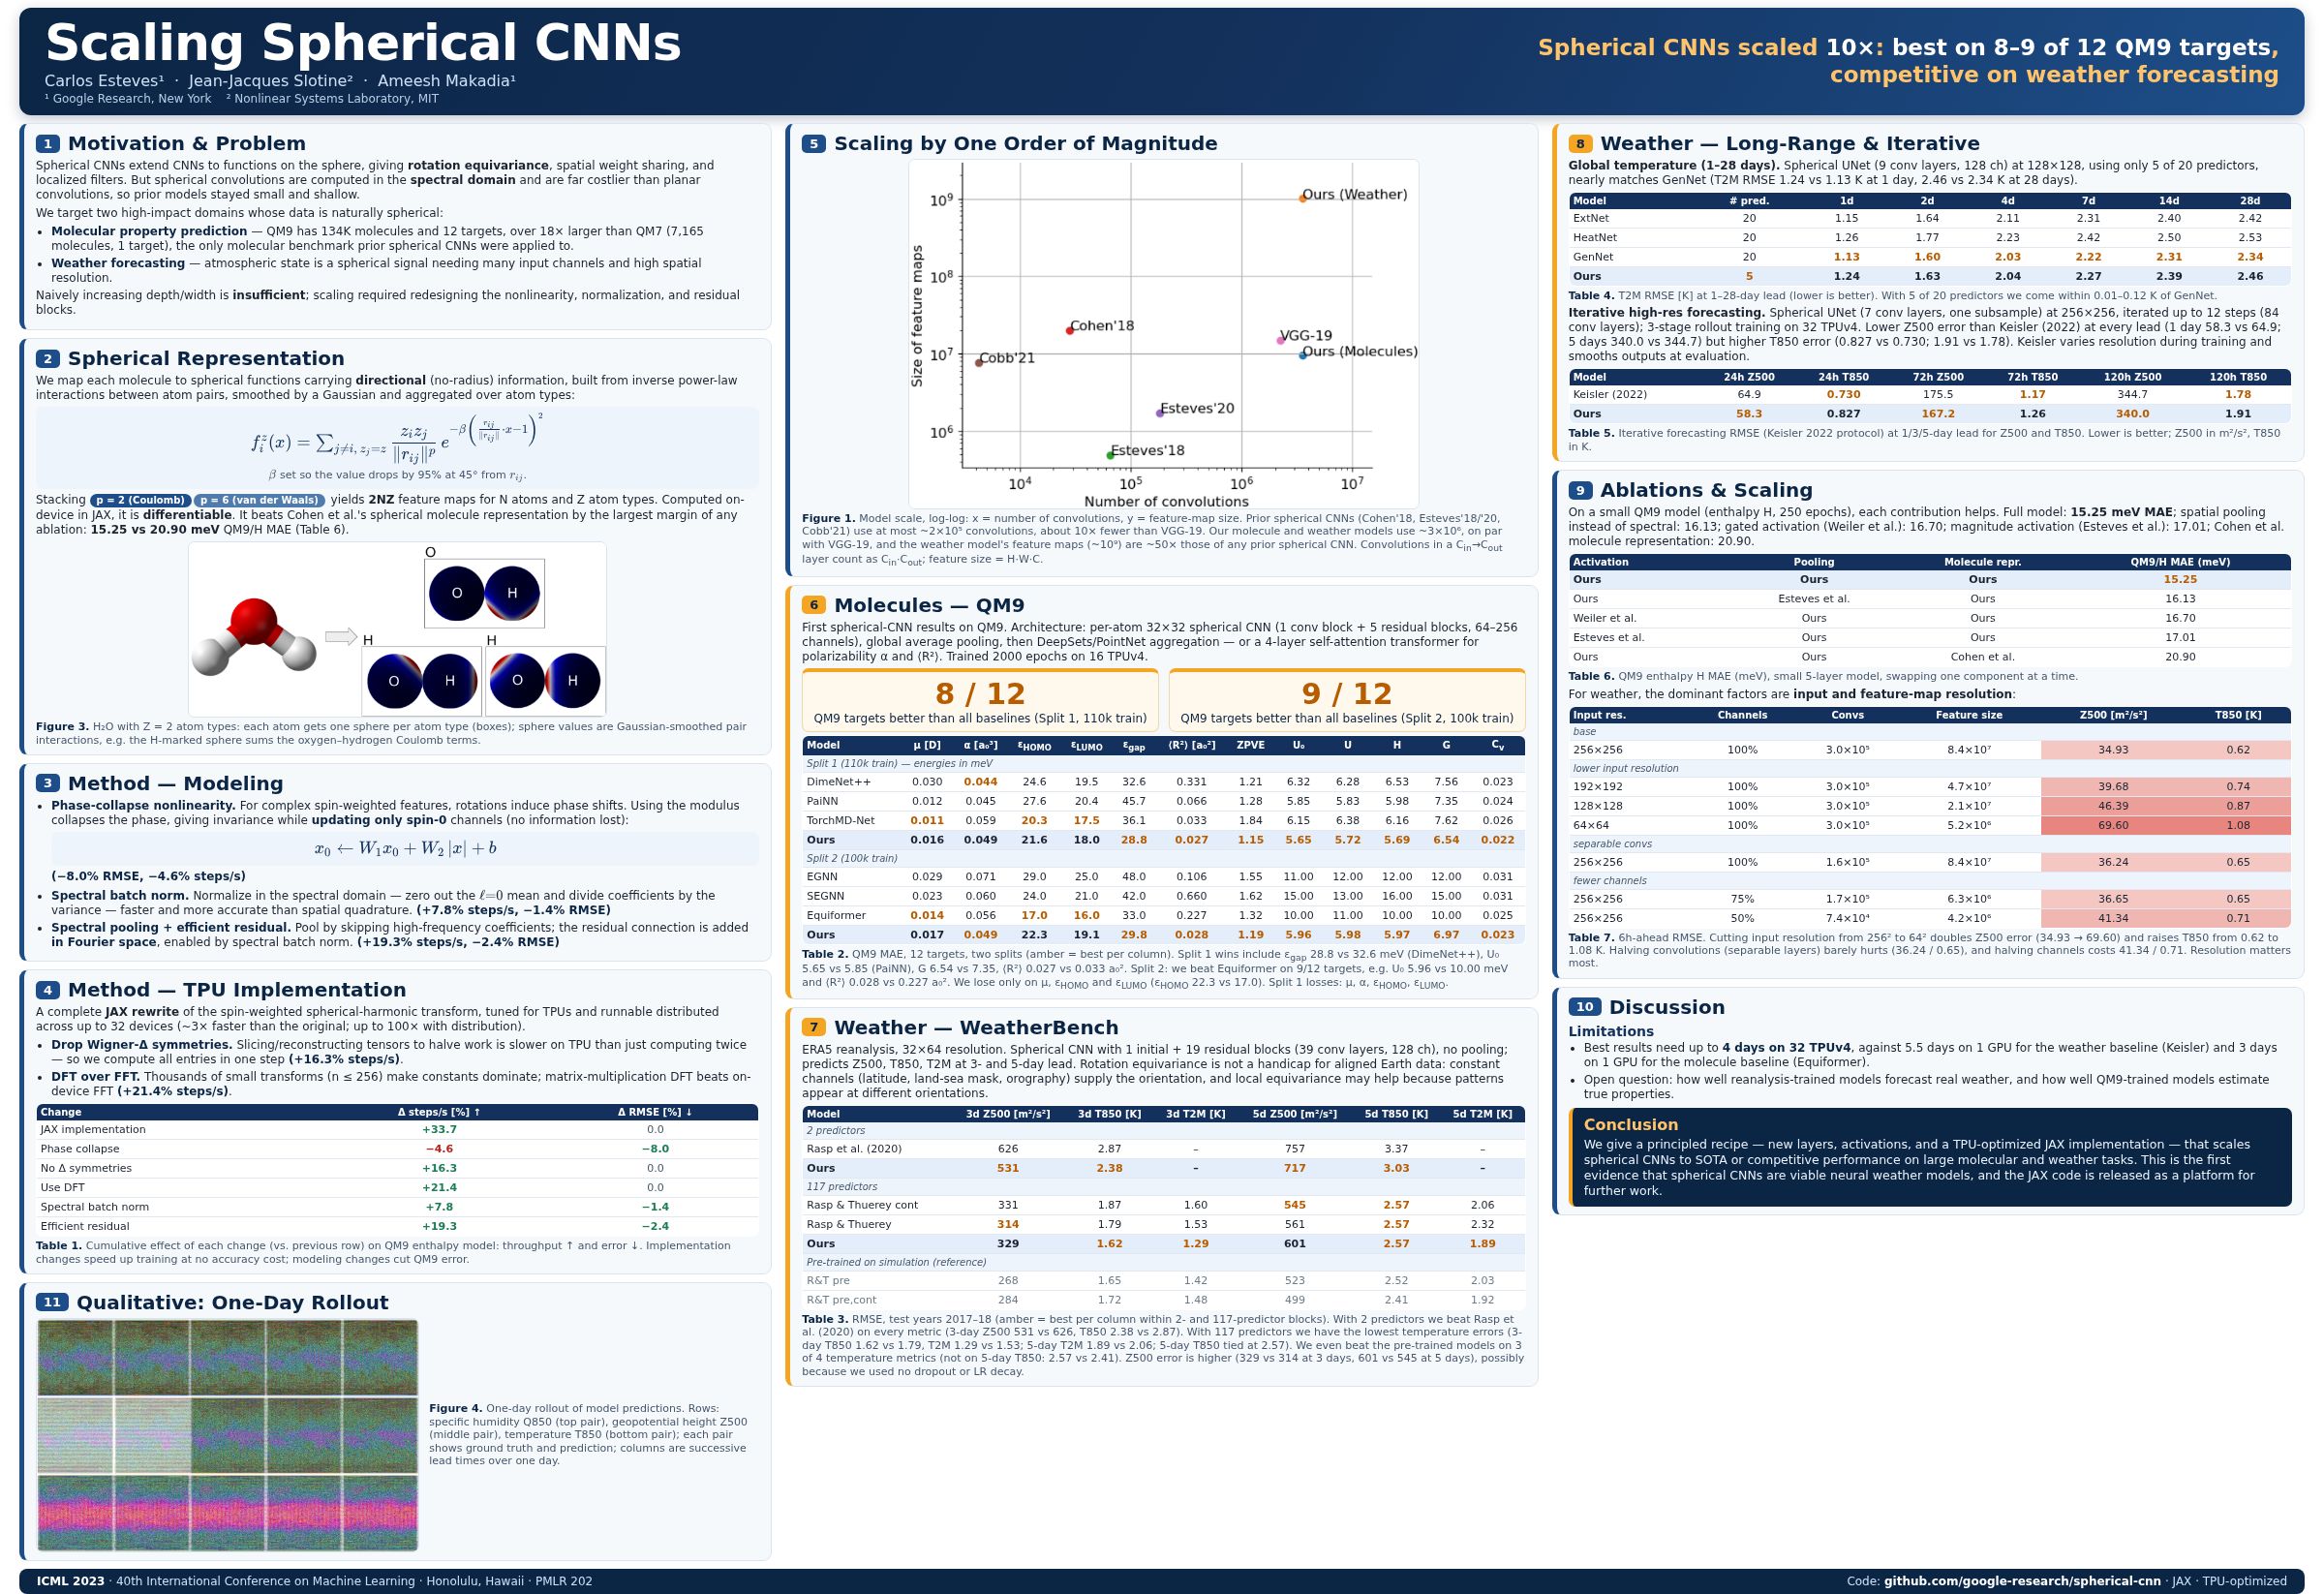 Scaling Spherical CNNs
Carlos Esteves¹ · Jean-Jacques Slotine² · Ameesh Makadia¹
¹ Google Research, New York ² Nonlinear Systems Laboratory, MIT
Spherical CNNs scaled 10×: best on 8–9 of 12 QM9 targets,
competitive on weather forecasting
1 Motivation & Problem
Spherical CNNs extend CNNs to functions on the sphere, giving rotation equivariance, spatial weight sharing, and
localized filters. But spherical convolutions are computed in the spectral domain and are far costlier than planar
convolutions, so prior models stayed small and shallow.
We target two high-impact domains whose data is naturally spherical:
• Molecular property prediction — QM9 has 134K molecules and 12 targets, over 18× larger than QM7 (7,165
molecules, 1 target), the only molecular benchmark prior spherical CNNs were applied to.
• Weather forecasting — atmospheric state is a spherical signal needing many input channels and high spatial
resolution.
Naively increasing depth/width is insufficient; scaling required redesigning the nonlinearity, normalization, and residual
blocks.
2 Spherical Representation
We map each molecule to spherical functions carrying directional (no-radius) information, built from inverse power-law
interactions between atom pairs, smoothed by a Gaussian and aggregated over atom types:
f_i^z(x) = ∑_{j≠i, z_j=z} \frac{z_i z_j}{‖r_{ij}‖^p} e^{−β(\frac{r_{ij}}{‖r_{ij}‖}·x−1)^2}
β set so the value drops by 95% at 45° from r_{ij}.
Stacking p = 2 (Coulomb) p = 6 (van der Waals) yields 2NZ feature maps for N atoms and Z atom types. Computed on-
device in JAX, it is differentiable. It beats Cohen et al.'s spherical molecule representation by the largest margin of any
ablation: 15.25 vs 20.90 meV QM9/H MAE (Table 6).
O
O H
H H
O H O H
Figure 3. H₂O with Z = 2 atom types: each atom gets one sphere per atom type (boxes); sphere values are Gaussian-smoothed pair
interactions, e.g. the H-marked sphere sums the oxygen–hydrogen Coulomb terms.
3 Method — Modeling
• Phase-collapse nonlinearity. For complex spin-weighted features, rotations induce phase shifts. Using the modulus
collapses the phase, giving invariance while updating only spin-0 channels (no information lost):
x₀ ← W₁x₀ + W₂ |x| + b
(−8.0% RMSE, −4.6% steps/s)
• Spectral batch norm. Normalize in the spectral domain — zero out the ℓ=0 mean and divide coefficients by the
variance — faster and more accurate than spatial quadrature. (+7.8% steps/s, −1.4% RMSE)
• Spectral pooling + efficient residual. Pool by skipping high-frequency coefficients; the residual connection is added
in Fourier space, enabled by spectral batch norm. (+19.3% steps/s, −2.4% RMSE)
4 Method — TPU Implementation
A complete JAX rewrite of the spin-weighted spherical-harmonic transform, tuned for TPUs and runnable distributed
across up to 32 devices (~3× faster than the original; up to 100× with distribution).
• Drop Wigner-Δ symmetries. Slicing/reconstructing tensors to halve work is slower on TPU than just computing twice
— so we compute all entries in one step (+16.3% steps/s).
• DFT over FFT. Thousands of small transforms (n ≤ 256) make constants dominate; matrix-multiplication DFT beats on-
device FFT (+21.4% steps/s).
Change Δ steps/s [%] ↑ Δ RMSE [%] ↓
JAX implementation +33.7 0.0
Phase collapse −4.6 −8.0
No Δ symmetries +16.3 0.0
Use DFT +21.4 0.0
Spectral batch norm +7.8 −1.4
Efficient residual +19.3 −2.4
Table 1. Cumulative effect of each change (vs. previous row) on QM9 enthalpy model: throughput ↑ and error ↓. Implementation
changes speed up training at no accuracy cost; modeling changes cut QM9 error.
11 Qualitative: One-Day Rollout
Figure 4. One-day rollout of model predictions. Rows:
specific humidity Q850 (top pair), geopotential height Z500
(middle pair), temperature T850 (bottom pair); each pair
shows ground truth and prediction; columns are successive
lead times over one day.
5 Scaling by One Order of Magnitude
Size of feature maps
10⁹
10⁸
10⁷
10⁶
Ours (Weather)
Cohen'18
VGG-19
Ours (Molecules)
Cobb'21
Esteves'20
Esteves'18
10⁴ 10⁵ 10⁶ 10⁷
Number of convolutions
Figure 1. Model scale, log-log: x = number of convolutions, y = feature-map size. Prior spherical CNNs (Cohen'18, Esteves'18/'20,
Cobb'21) use at most ~2×10⁵ convolutions, about 10× fewer than VGG-19. Our molecule and weather models use ~3×10⁶, on par
with VGG-19, and the weather model's feature maps (~10⁹) are ~50× those of any prior spherical CNN. Convolutions in a C_in→C_out
layer count as C_in·C_out; feature size = H·W·C.
6 Molecules — QM9
First spherical-CNN results on QM9. Architecture: per-atom 32×32 spherical CNN (1 conv block + 5 residual blocks, 64–256
channels), global average pooling, then DeepSets/PointNet aggregation — or a 4-layer self-attention transformer for
polarizability α and ⟨R²⟩. Trained 2000 epochs on 16 TPUv4.
8 / 12
QM9 targets better than all baselines (Split 1, 110k train)
9 / 12
QM9 targets better than all baselines (Split 2, 100k train)
Model μ [D] α [a₀³] ε_HOMO ε_LUMO ε_gap ⟨R²⟩ [a₀²] ZPVE U₀ U H G C_v
Split 1 (110k train) — energies in meV
DimeNet++ 0.030 0.044 24.6 19.5 32.6 0.331 1.21 6.32 6.28 6.53 7.56 0.023
PaiNN 0.012 0.045 27.6 20.4 45.7 0.066 1.28 5.85 5.83 5.98 7.35 0.024
TorchMD-Net 0.011 0.059 20.3 17.5 36.1 0.033 1.84 6.15 6.38 6.16 7.62 0.026
Ours 0.016 0.049 21.6 18.0 28.8 0.027 1.15 5.65 5.72 5.69 6.54 0.022
Split 2 (100k train)
EGNN 0.029 0.071 29.0 25.0 48.0 0.106 1.55 11.00 12.00 12.00 12.00 0.031
SEGNN 0.023 0.060 24.0 21.0 42.0 0.660 1.62 15.00 13.00 16.00 15.00 0.031
Equiformer 0.014 0.056 17.0 16.0 33.0 0.227 1.32 10.00 11.00 10.00 10.00 0.025
Ours 0.017 0.049 22.3 19.1 29.8 0.028 1.19 5.96 5.98 5.97 6.97 0.023
Table 2. QM9 MAE, 12 targets, two splits (amber = best per column). Split 1 wins include ε_gap 28.8 vs 32.6 meV (DimeNet++), U₀
5.65 vs 5.85 (PaiNN), G 6.54 vs 7.35, ⟨R²⟩ 0.027 vs 0.033 a₀². Split 2: we beat Equiformer on 9/12 targets, e.g. U₀ 5.96 vs 10.00 meV
and ⟨R²⟩ 0.028 vs 0.227 a₀². We lose only on μ, ε_HOMO and ε_LUMO (ε_HOMO 22.3 vs 17.0). Split 1 losses: μ, α, ε_HOMO, ε_LUMO.
7 Weather — WeatherBench
ERA5 reanalysis, 32×64 resolution. Spherical CNN with 1 initial + 19 residual blocks (39 conv layers, 128 ch), no pooling;
predicts Z500, T850, T2M at 3- and 5-day lead. Rotation equivariance is not a handicap for aligned Earth data: constant
channels (latitude, land-sea mask, orography) supply the orientation, and local equivariance may help because patterns
appear at different orientations.
Model 3d Z500 [m²/s²] 3d T850 [K] 3d T2M [K] 5d Z500 [m²/s²] 5d T850 [K] 5d T2M [K]
2 predictors
Rasp et al. (2020) 626 2.87 – 757 3.37 –
Ours 531 2.38 – 717 3.03 –
117 predictors
Rasp & Thuerey cont 331 1.87 1.60 545 2.57 2.06
Rasp & Thuerey 314 1.79 1.53 561 2.57 2.32
Ours 329 1.62 1.29 601 2.57 1.89
Pre-trained on simulation (reference)
R&T pre 268 1.65 1.42 523 2.52 2.03
R&T pre,cont 284 1.72 1.48 499 2.41 1.92
Table 3. RMSE, test years 2017–18 (amber = best per column within 2- and 117-predictor blocks). With 2 predictors we beat Rasp et
al. (2020) on every metric (3-day Z500 531 vs 626, T850 2.38 vs 2.87). With 117 predictors we have the lowest temperature errors (3-
day T850 1.62 vs 1.79, T2M 1.29 vs 1.53; 5-day T2M 1.89 vs 2.06; 5-day T850 tied at 2.57). We even beat the pre-trained models on 3
of 4 temperature metrics (not on 5-day T850: 2.57 vs 2.41). Z500 error is higher (329 vs 314 at 3 days, 601 vs 545 at 5 days), possibly
because we used no dropout or LR decay.
8 Weather — Long-Range & Iterative
Global temperature (1–28 days). Spherical UNet (9 conv layers, 128 ch) at 128×128, using only 5 of 20 predictors,
nearly matches GenNet (T2M RMSE 1.24 vs 1.13 K at 1 day, 2.46 vs 2.34 K at 28 days).
Model # pred. 1d 2d 4d 7d 14d 28d
ExtNet 20 1.15 1.64 2.11 2.31 2.40 2.42
HeatNet 20 1.26 1.77 2.23 2.42 2.50 2.53
GenNet 20 1.13 1.60 2.03 2.22 2.31 2.34
Ours 5 1.24 1.63 2.04 2.27 2.39 2.46
Table 4. T2M RMSE [K] at 1–28-day lead (lower is better). With 5 of 20 predictors we come within 0.01–0.12 K of GenNet.
Iterative high-res forecasting. Spherical UNet (7 conv layers, one subsample) at 256×256, iterated up to 12 steps (84
conv layers); 3-stage rollout training on 32 TPUv4. Lower Z500 error than Keisler (2022) at every lead (1 day 58.3 vs 64.9;
5 days 340.0 vs 344.7) but higher T850 error (0.827 vs 0.730; 1.91 vs 1.78). Keisler varies resolution during training and
smooths outputs at evaluation.
Model 24h Z500 24h T850 72h Z500 72h T850 120h Z500 120h T850
Keisler (2022) 64.9 0.730 175.5 1.17 344.7 1.78
Ours 58.3 0.827 167.2 1.26 340.0 1.91
Table 5. Iterative forecasting RMSE (Keisler 2022 protocol) at 1/3/5-day lead for Z500 and T850. Lower is better; Z500 in m²/s², T850
in K.
9 Ablations & Scaling
On a small QM9 model (enthalpy H, 250 epochs), each contribution helps. Full model: 15.25 meV MAE; spatial pooling
instead of spectral: 16.13; gated activation (Weiler et al.): 16.70; magnitude activation (Esteves et al.): 17.01; Cohen et al.
molecule representation: 20.90.
Activation Pooling Molecule repr. QM9/H MAE (meV)
Ours Ours Ours 15.25
Ours Esteves et al. Ours 16.13
Weiler et al. Ours Ours 16.70
Esteves et al. Ours Ours 17.01
Ours Ours Cohen et al. 20.90
Table 6. QM9 enthalpy H MAE (meV), small 5-layer model, swapping one component at a time.
For weather, the dominant factors are input and feature-map resolution:
Input res. Channels Convs Feature size Z500 [m²/s²] T850 [K]
base
256×256 100% 3.0×10⁵ 8.4×10⁷ 34.93 0.62
lower input resolution
192×192 100% 3.0×10⁵ 4.7×10⁷ 39.68 0.74
128×128 100% 3.0×10⁵ 2.1×10⁷ 46.39 0.87
64×64 100% 3.0×10⁵ 5.2×10⁶ 69.60 1.08
separable convs
256×256 100% 1.6×10⁵ 8.4×10⁷ 36.24 0.65
fewer channels
256×256 75% 1.7×10⁵ 6.3×10⁶ 36.65 0.65
256×256 50% 7.4×10⁴ 4.2×10⁶ 41.34 0.71
Table 7. 6h-ahead RMSE. Cutting input resolution from 256² to 64² doubles Z500 error (34.93 → 69.60) and raises T850 from 0.62 to
1.08 K. Halving convolutions (separable layers) barely hurts (36.24 / 0.65), and halving channels costs 41.34 / 0.71. Resolution matters
most.
10 Discussion
Limitations
• Best results need up to 4 days on 32 TPUv4, against 5.5 days on 1 GPU for the weather baseline (Keisler) and 3 days
on 1 GPU for the molecule baseline (Equiformer).
• Open question: how well reanalysis-trained models forecast real weather, and how well QM9-trained models estimate
true properties.
Conclusion
We give a principled recipe — new layers, activations, and a TPU-optimized JAX implementation — that scales
spherical CNNs to SOTA or competitive performance on large molecular and weather tasks. This is the first
evidence that spherical CNNs are viable neural weather models, and the JAX code is released as a platform for
further work.
ICML 2023 · 40th International Conference on Machine Learning · Honolulu, Hawaii · PMLR 202
Code: github.com/google-research/spherical-cnn · JAX · TPU-optimized